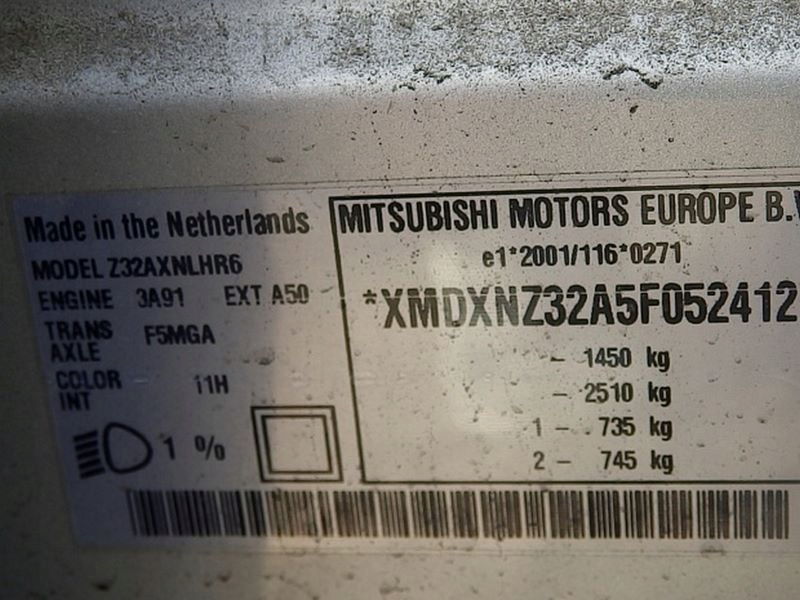 Made in the Netherlands
MODEL Z32AXNLHR6
ENGINE 3A91 EXT A50
TRANS AXLE F5MGA
COLOR INT 11H
1 %
MITSUBISHI MOTORS EUROPE B.V
e1*2001/116*0271
*XMDXNZ32A5F052412
– 1450 kg
– 2510 kg
1 – 735 kg
2 – 745 kg